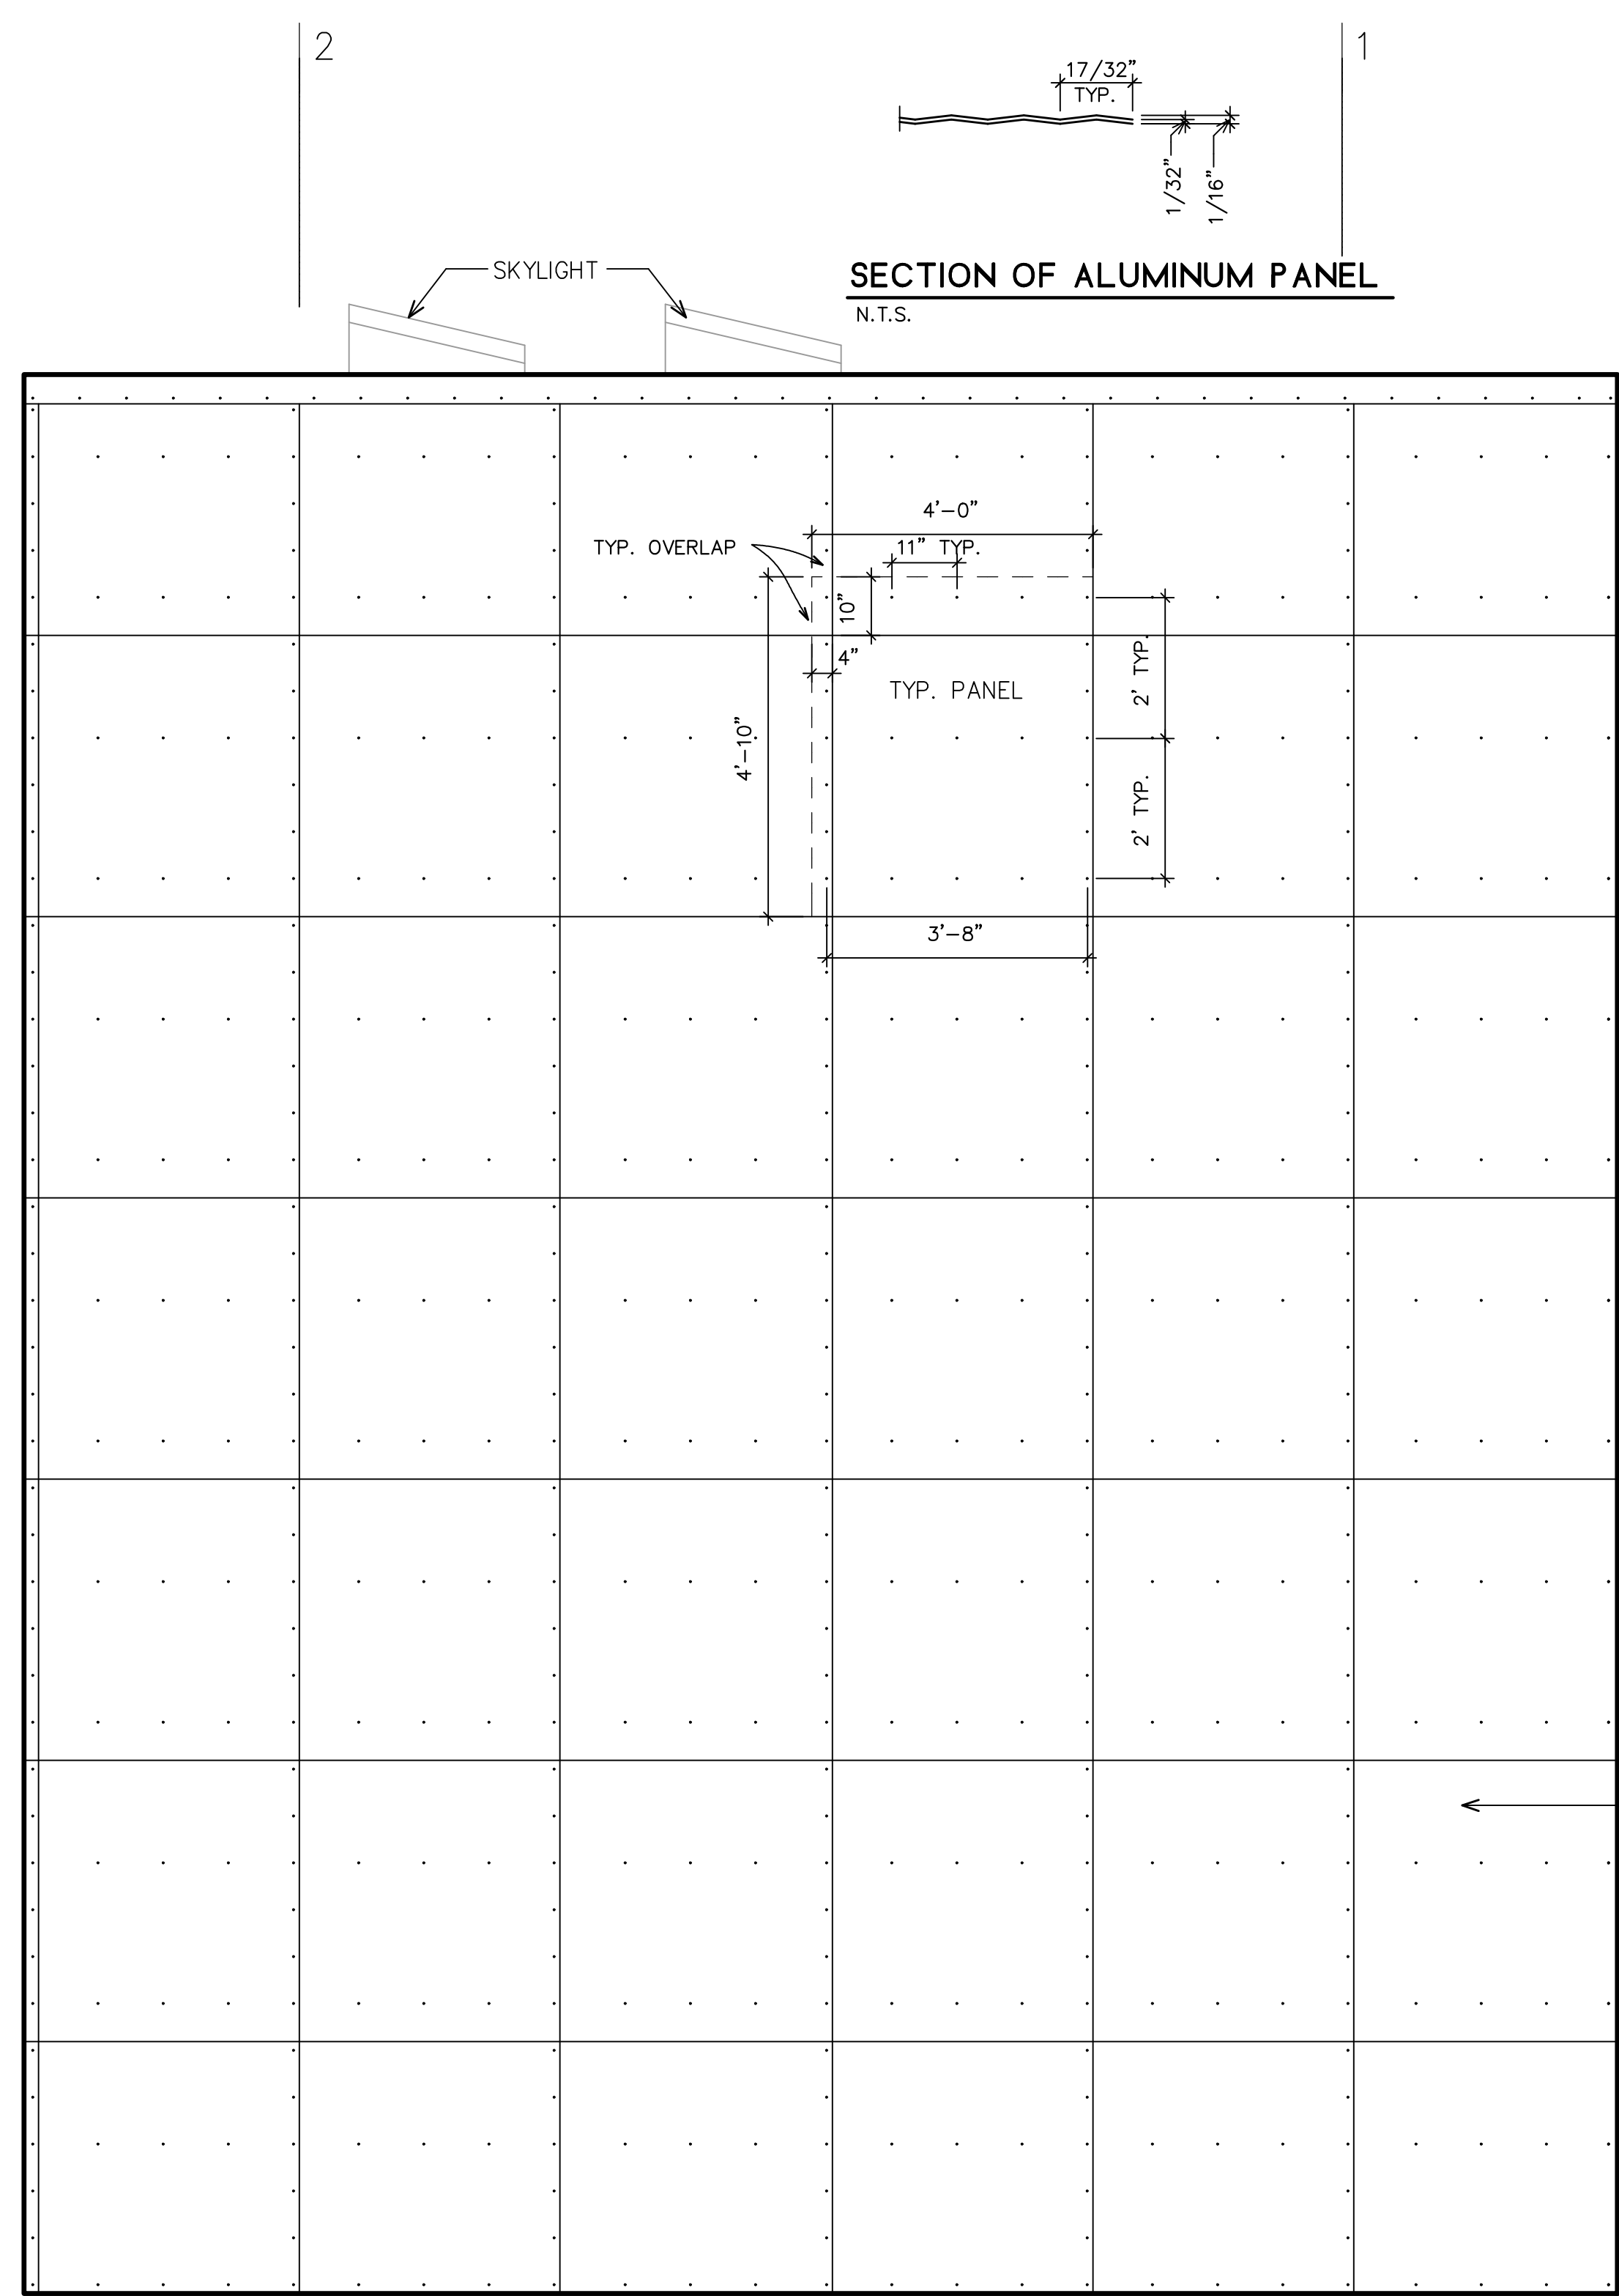 2
1
17/32"
TYP.
1/32"
1/16"
SKYLIGHT
SECTION OF ALUMINUM PANEL
N.T.S.
4'-0"
TYP. OVERLAP
11" TYP.
10"
4"
TYP. PANEL
2' TYP.
4'-10"
2' TYP.
3'-8"